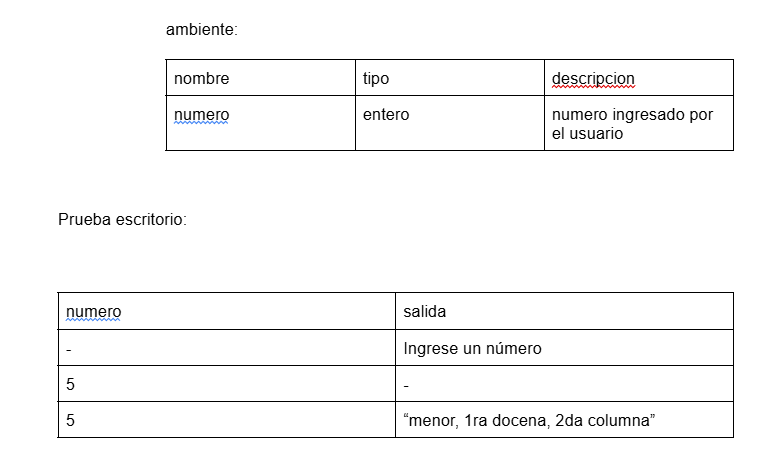 ambiente:
nombre tipo descripcion
numero entero numero ingresado por
el usuario
Prueba escritorio:
numero salida
- Ingrese un número
5 -
5 “menor, 1ra docena, 2da columna”